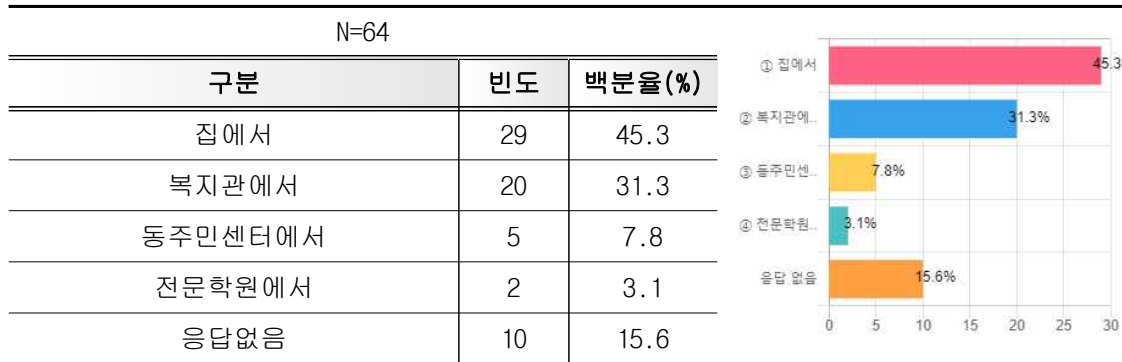 N=64
구분 빈도 백분율(%)
집에서 29 45.3
복지관에서 20 31.3
동주민센터에서 5 7.8
전문학원에서 2 3.1
응답없음 10 15.6
① 집에서 45.3
② 복지관에.. 31.3%
③ 동주민센.. 7.8%
④ 전문학원.. 3.1%
응답 없음 15.6%
0 5 10 15 20 25 30